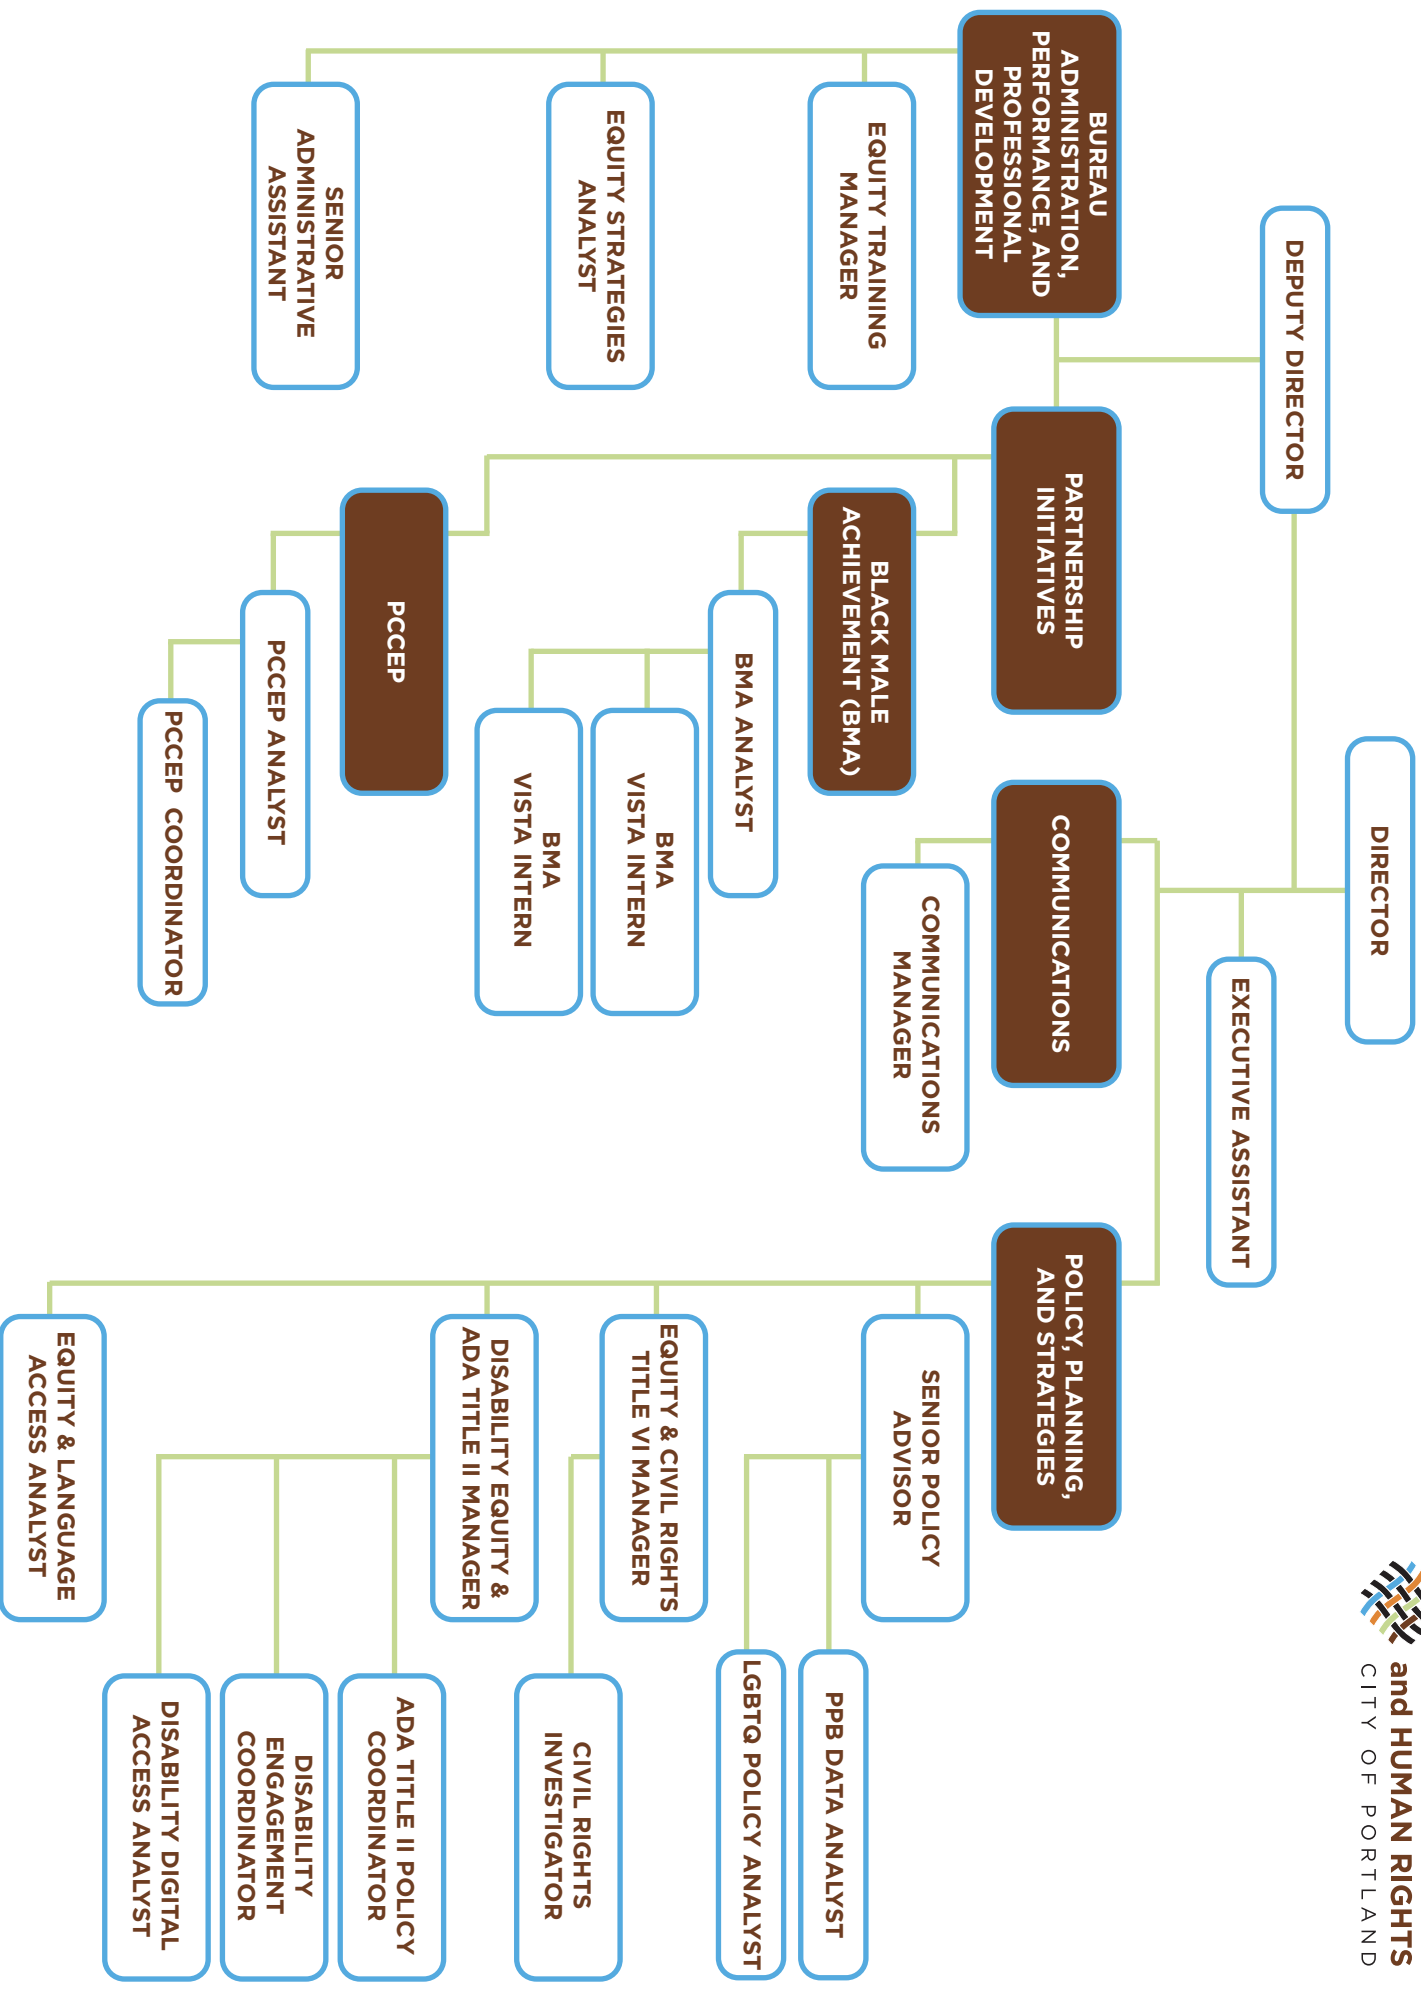 and HUMAN RIGHTS
CITY OF PORTLAND
DIRECTOR
EXECUTIVE ASSISTANT
DEPUTY DIRECTOR
BUREAU
ADMINISTRATION,
PERFORMANCE, AND
PROFESSIONAL
DEVELOPMENT
EQUITY TRAINING
MANAGER
EQUITY STRATEGIES
ANALYST
SENIOR
ADMINISTRATIVE
ASSISTANT
PARTNERSHIP
INITIATIVES
BLACK MALE
ACHIEVEMENT (BMA)
BMA ANALYST
BMA
VISTA INTERN
BMA
VISTA INTERN
PCCEP
PCCEP ANALYST
PCCEP COORDINATOR
COMMUNICATIONS
COMMUNICATIONS
MANAGER
POLICY, PLANNING,
AND STRATEGIES
SENIOR POLICY
ADVISOR
PPB DATA ANALYST
LGBTQ POLICY ANALYST
EQUITY & CIVIL RIGHTS
TITLE VI MANAGER
CIVIL RIGHTS
INVESTIGATOR
DISABILITY EQUITY &
ADA TITLE II MANAGER
ADA TITLE II POLICY
COORDINATOR
DISABILITY
ENGAGEMENT
COORDINATOR
DISABILITY DIGITAL
ACCESS ANALYST
EQUITY & LANGUAGE
ACCESS ANALYST